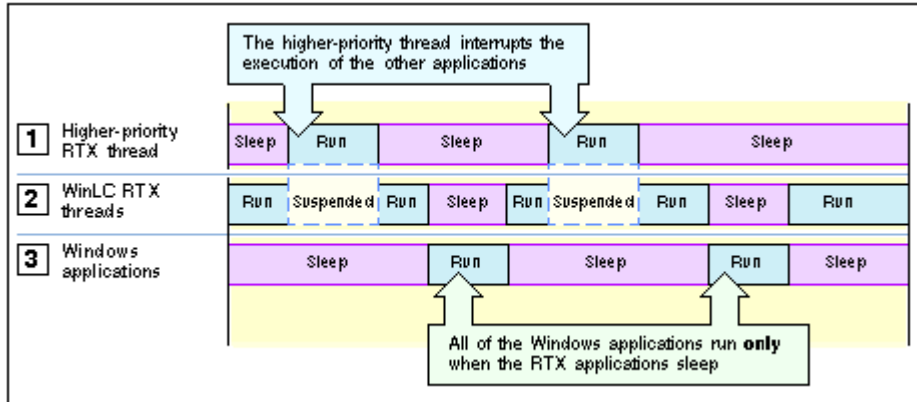 The higher-priority thread interrupts the
execution of the other applications
1 Higher-priority
RTX thread
Sleep Run Sleep Run Sleep
2 WinLC RTX
threads
Run Suspended Run Sleep Run Suspended Run Sleep Run
3 Windows
applications
Sleep Run Sleep Run Sleep
All of the Windows applications run only
when the RTX applications sleep